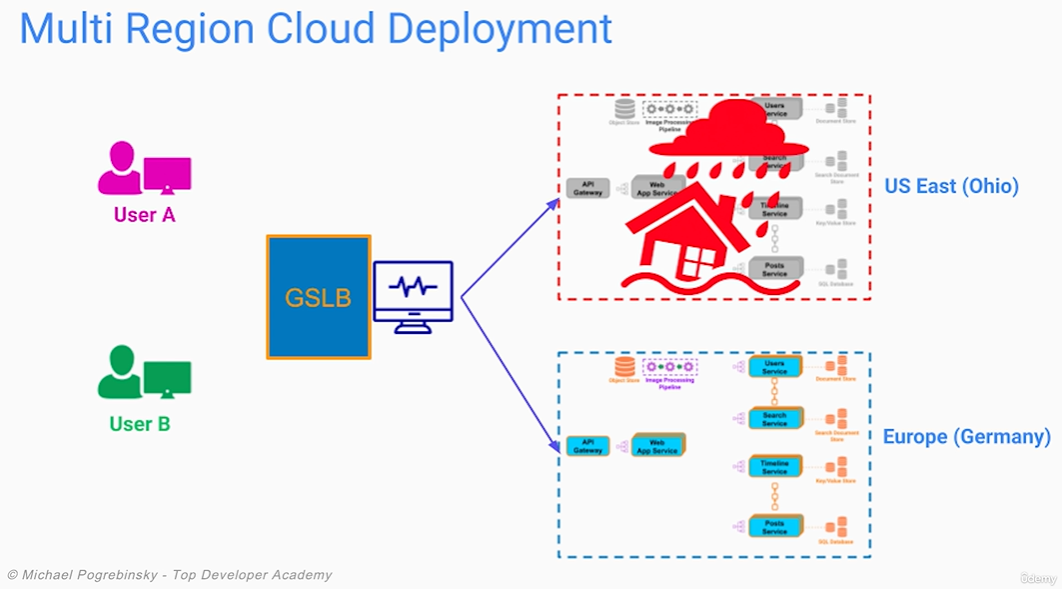 Multi Region Cloud Deployment
User A
User B
GSLB
Object Store
Image Processing
Pipeline
API
Gateway
Web
App Service
Users
Service
Document Store
Search
Search Document
Store
Timeline
Service
Key/Value Store
Posts
Service
SQL Database
US East (Ohio)
Object Store
Image Processing
Pipeline
API
Gateway
Web
App Service
Users
Service
Document Store
Search
Service
Search Document
Store
Timeline
Service
Key/Value Store
Posts
Service
SQL Database
Europe (Germany)
© Michael Pogrebinsky - Top Developer Academy
ûdemy